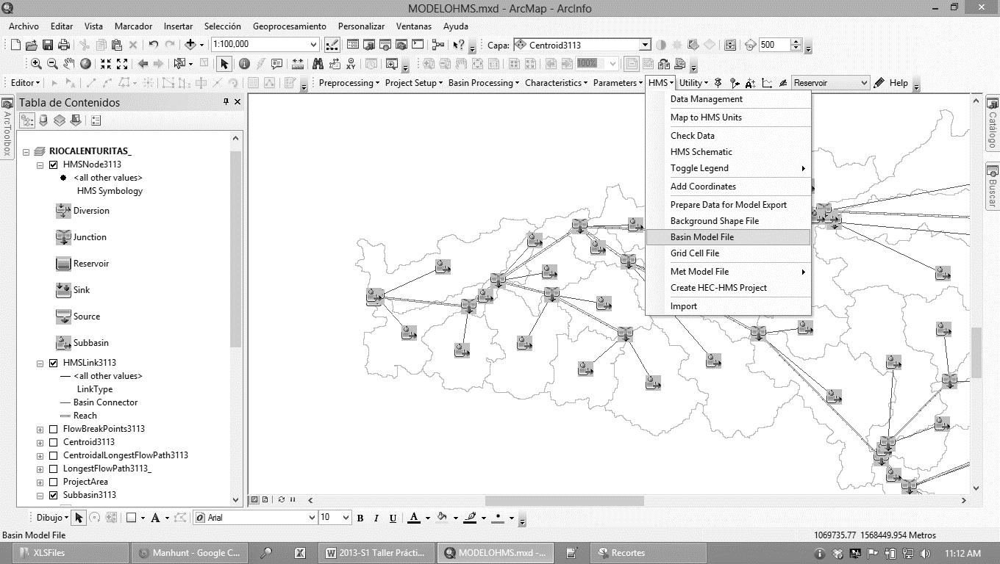 MODELOHMS.mxd - ArcMap - ArcInfo
Archivo Editar Vista Marcador Insertar Selección Geoprocesamiento Personalizar Ventanas Ayuda
1:100,000 Capa: Centroid3113 500
100%
Editor Preprocessing Project Setup Basin Processing Characteristics Parameters HMS Utility Reservoir Help
ArcToolbox
Tabla de Contenidos
RIOCALENTURITAS_
HMSNode3113
<all other values>
HMS Symbology
Diversion
Junction
Reservoir
Sink
Source
Subbasin
HMSLink3113
<all other values>
LinkType
Basin Connector
Reach
FlowBreakPoints3113
Centroid3113
CentroidalLongestFlowPath3113
LongestFlowPath3113_
ProjectArea
Subbasin3113
Data Management
Map to HMS Units
Check Data
HMS Schematic
Toggle Legend
Add Coordinates
Prepare Data for Model Export
Background Shape File
Basin Model File
Grid Cell File
Met Model File
Create HEC-HMS Project
Import
Catálogo
Buscar
Dibujo Arial 10 B I U A
Basin Model File 1069735.77 1568449.954 Metros
XLSFiles Manhunt - Google C... 2013-S1 Taller Prácti... MODELOHMS.mxd -... Recortes 11:12 AM